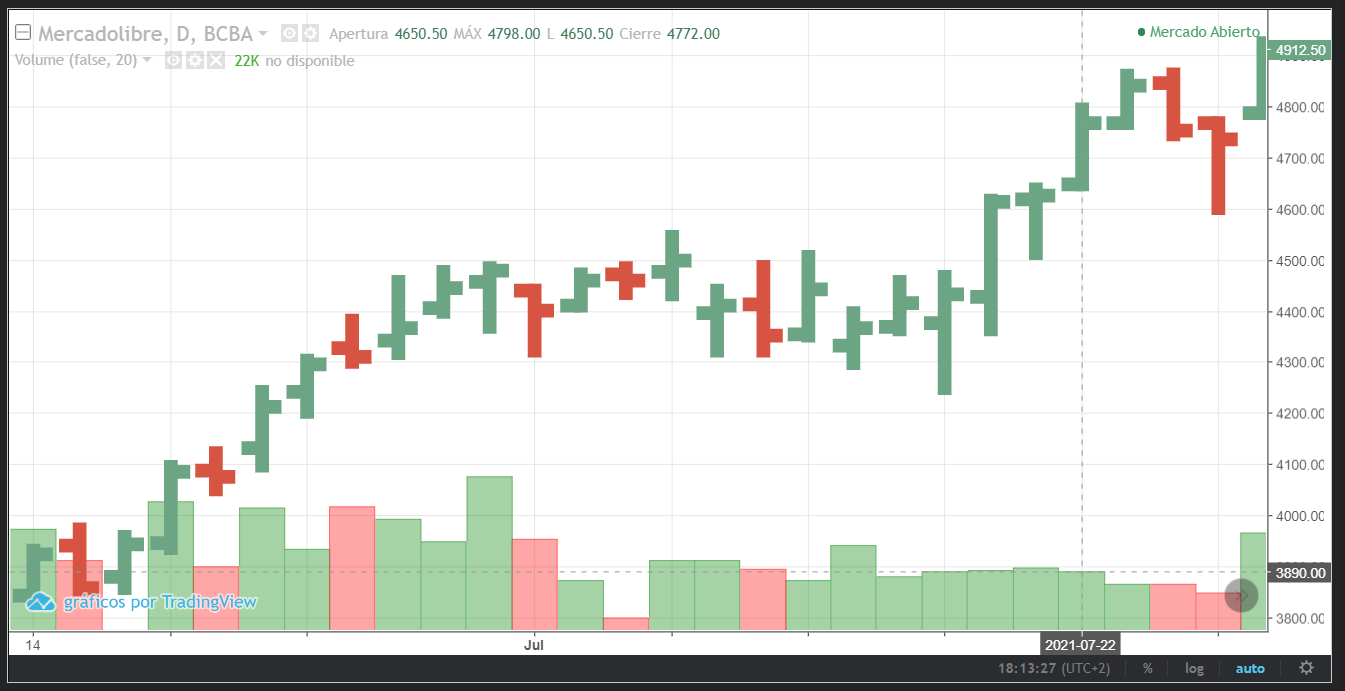 Mercadolibre, D, BCBA Apertura 4650.50 MÁX 4798.00 L 4650.50 Cierre 4772.00
Mercado Abierto
Volume (false, 20) 22K no disponible
4912.50
4800.00
4700.00
4600.00
4500.00
4400.00
4300.00
4200.00
4100.00
4000.00
3890.00
3800.00
gráficos por TradingView
14 Jul 2021-07-22
18:13:27 (UTC+2) % log auto